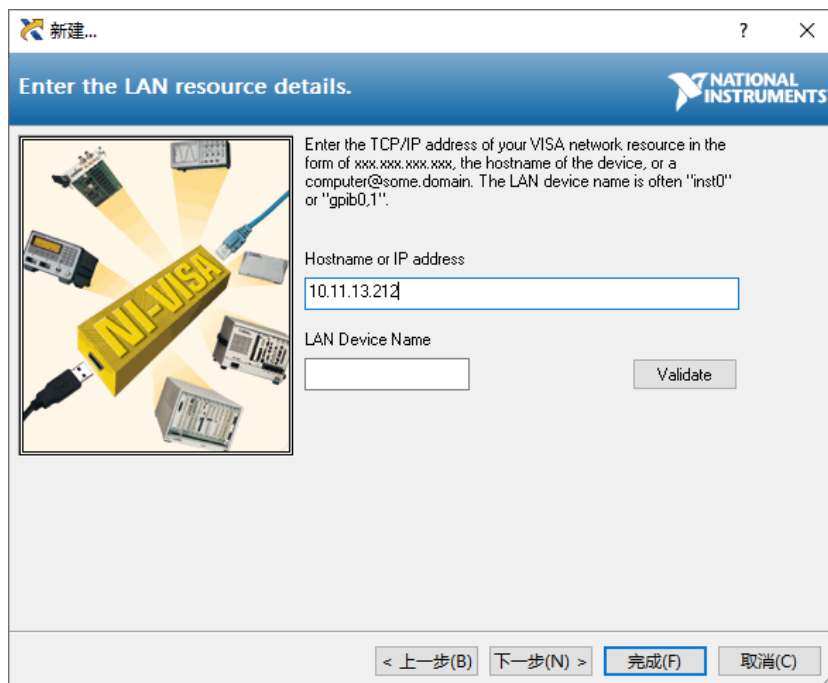 新建...
?
Enter the LAN resource details.
NATIONAL
INSTRUMENTS
Enter the TCP/IP address of your VISA network resource in the
form of xxx.xxx.xxx.xxx, the hostname of the device, or a
computer@some.domain. The LAN device name is often "inst0"
or "gpib0,1".
NI-VISA
Hostname or IP address
10.11.13.212
LAN Device Name
Validate
< 上一步(B) 下一步(N) > 完成(F) 取消(C)